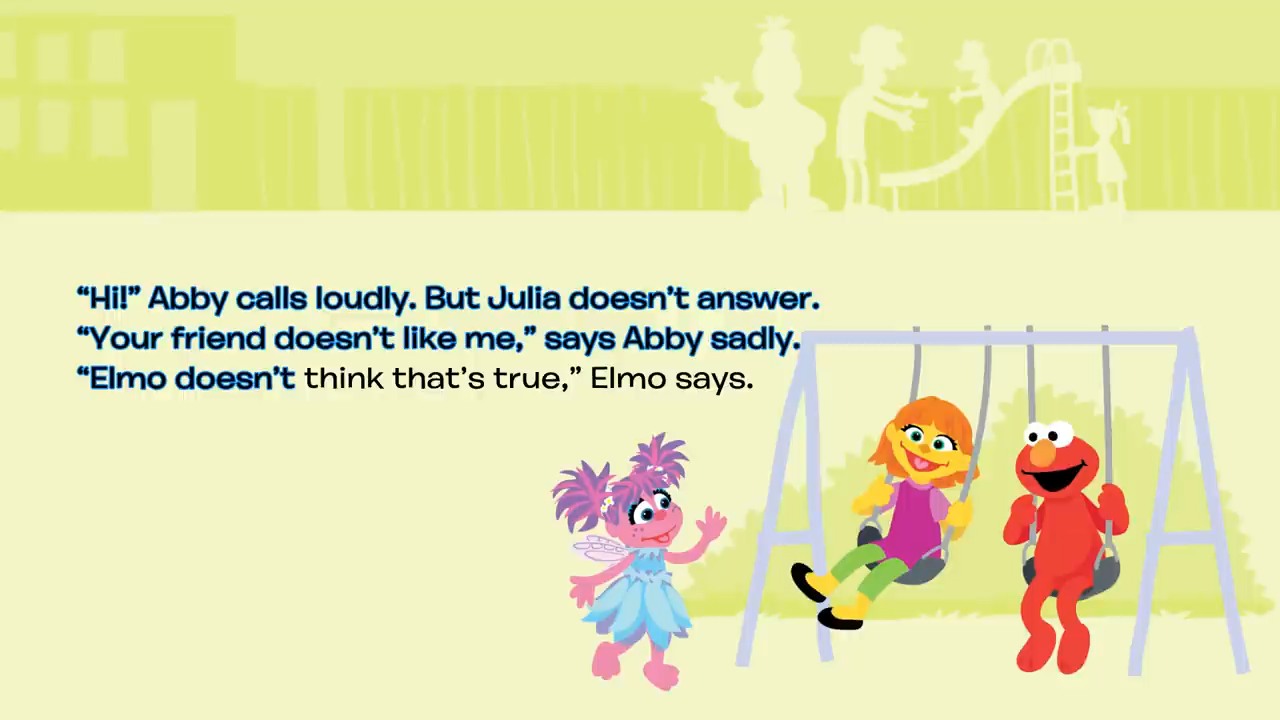 “Hi!” Abby calls loudly. But Julia doesn’t answer.
“Your friend doesn’t like me,” says Abby sadly.
“Elmo doesn’t think that’s true,” Elmo says.